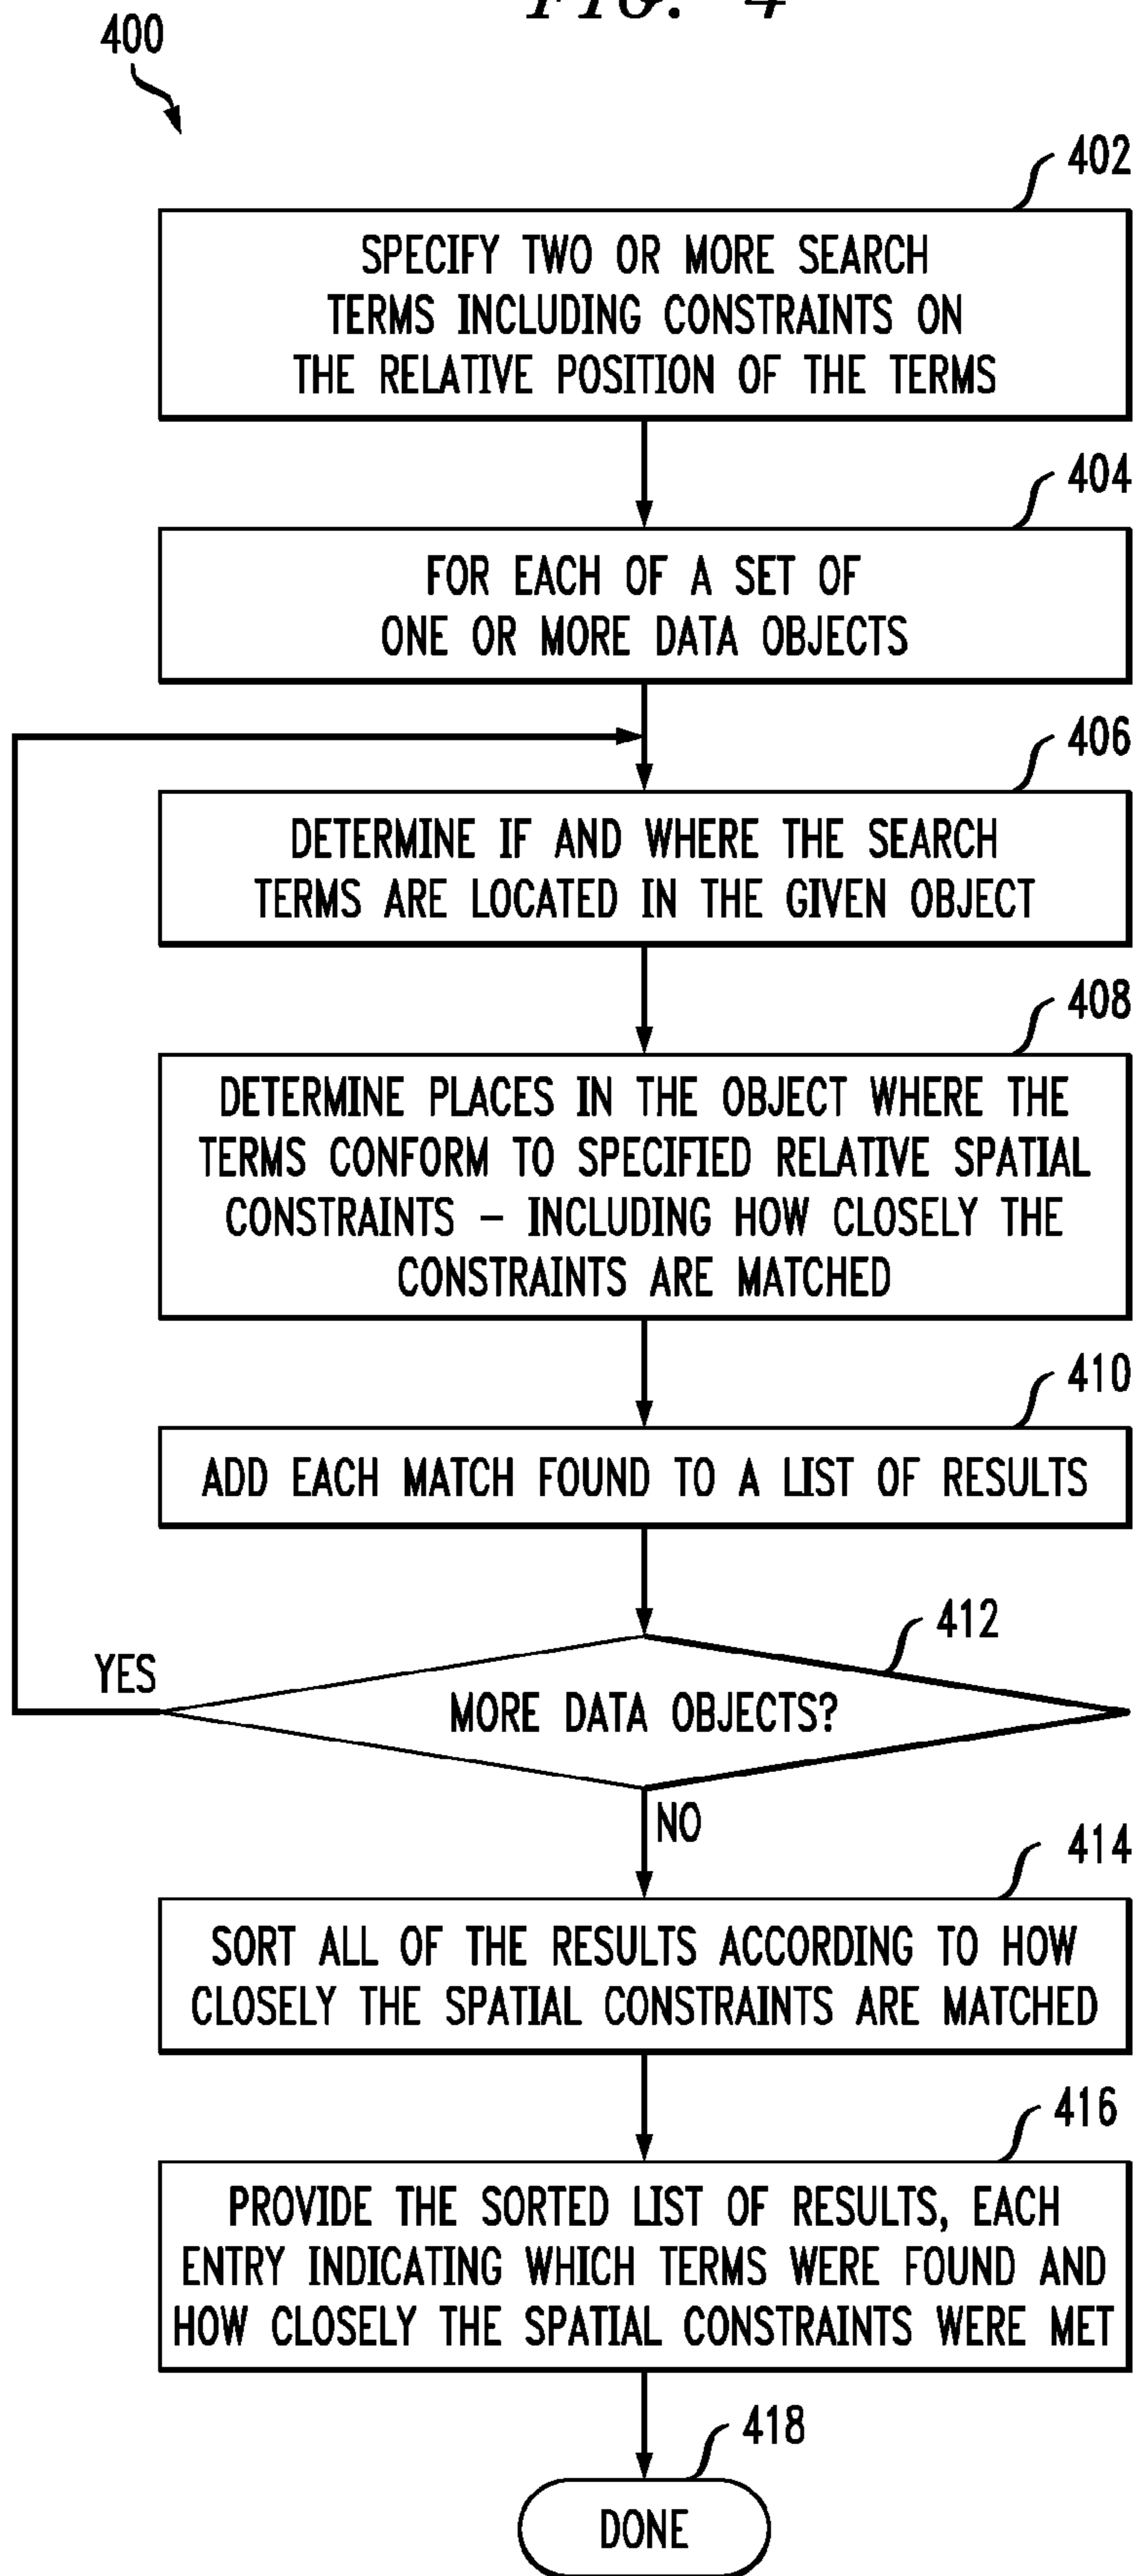 FIG. 4
400
402
SPECIFY TWO OR MORE SEARCH
TERMS INCLUDING CONSTRAINTS ON
THE RELATIVE POSITION OF THE TERMS
404
FOR EACH OF A SET OF
ONE OR MORE DATA OBJECTS
406
DETERMINE IF AND WHERE THE SEARCH
TERMS ARE LOCATED IN THE GIVEN OBJECT
408
DETERMINE PLACES IN THE OBJECT WHERE THE
TERMS CONFORM TO SPECIFIED RELATIVE SPATIAL
CONSTRAINTS – INCLUDING HOW CLOSELY THE
CONSTRAINTS ARE MATCHED
410
ADD EACH MATCH FOUND TO A LIST OF RESULTS
412
YES
MORE DATA OBJECTS?
NO
414
SORT ALL OF THE RESULTS ACCORDING TO HOW
CLOSELY THE SPATIAL CONSTRAINTS ARE MATCHED
416
PROVIDE THE SORTED LIST OF RESULTS, EACH
ENTRY INDICATING WHICH TERMS WERE FOUND AND
HOW CLOSELY THE SPATIAL CONSTRAINTS WERE MET
418
DONE